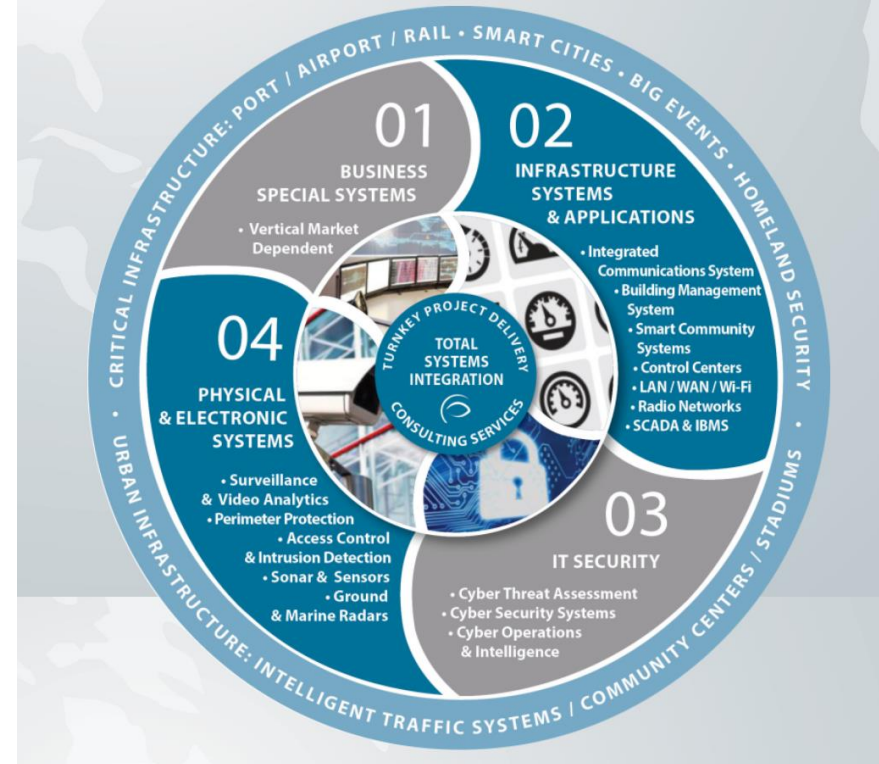 CRITICAL INFRASTRUCTURE: PORT / AIRPORT / RAIL • SMART CITIES • BIG EVENTS • HOMELAND SECURITY •
URBAN INFRASTRUCTURE: INTELLIGENT TRAFFIC SYSTEMS / COMMUNITY CENTERS / STADIUMS •
01
BUSINESS
SPECIAL SYSTEMS
• Vertical Market
Dependent
02
INFRASTRUCTURE
SYSTEMS
& APPLICATIONS
• Integrated
Communications System
• Building Management
System
• Smart Community
Systems
• Control Centers
• LAN / WAN / Wi-Fi
• Radio Networks
• SCADA & IBMS
03
IT SECURITY
• Cyber Threat Assessment
• Cyber Security Systems
• Cyber Operations
& Intelligence
04
PHYSICAL
& ELECTRONIC
SYSTEMS
• Surveillance
& Video Analytics
• Perimeter Protection
• Access Control
& Intrusion Detection
• Sonar & Sensors
• Ground
& Marine Radars
TURNKEY PROJECT DELIVERY
TOTAL
SYSTEMS
INTEGRATION
CONSULTING SERVICES